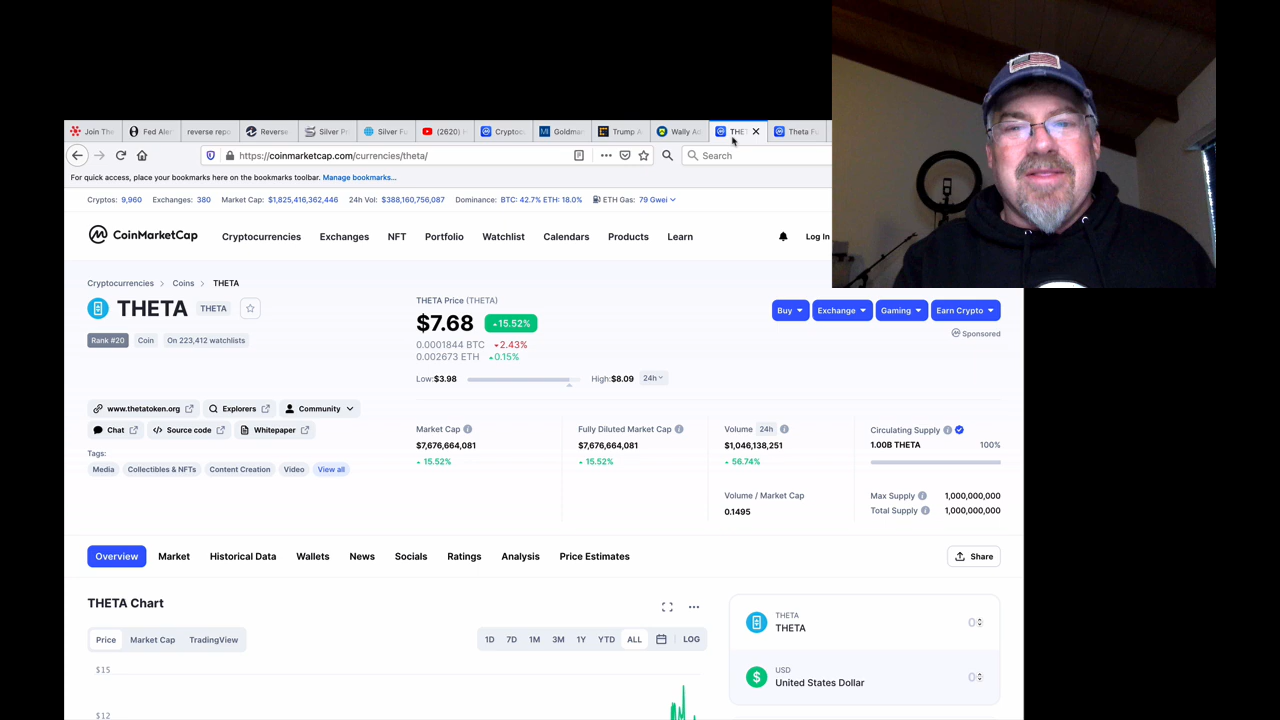 Join The
Fed Aler
reverse repo
Reverse
Silver Pr
Silver Fu
(2620)
Cryptoc
Goldman
Trump A
Wally Ad
THE
Theta Fu
https://coinmarketcap.com/currencies/theta/
Search
For quick access, place your bookmarks here on the bookmarks toolbar. Manage bookmarks...
Cryptos: 9,960 Exchanges: 380 Market Cap: $1,825,416,362,446 24h Vol: $388,160,756,087 Dominance: BTC: 42.7% ETH: 18.0% ETH Gas: 79 Gwei
CoinMarketCap Cryptocurrencies Exchanges NFT Portfolio Watchlist Calendars Products Learn Log In
Cryptocurrencies > Coins > THETA
THETA THETA
Rank #20 Coin On 223,412 watchlists
www.thetatoken.org Explorers Community
Chat Source code Whitepaper
Tags:
Media Collectibles & NFTs Content Creation Video View all
THETA Price (THETA)
$7.68 15.52%
0.0001844 BTC 2.43%
0.002673 ETH 0.15%
Low:$3.98 High:$8.09 24h
Buy Exchange Gaming Earn Crypto
Sponsored
Market Cap
$7,676,664,081
15.52%
Fully Diluted Market Cap
$7,676,664,081
15.52%
Volume 24h
$1,046,138,251
56.74%
Volume / Market Cap
0.1495
Circulating Supply
1.00B THETA 100%
Max Supply 1,000,000,000
Total Supply 1,000,000,000
Overview Market Historical Data Wallets News Socials Ratings Analysis Price Estimates Share
THETA Chart
Price Market Cap TradingView
1D 7D 1M 3M 1Y YTD ALL LOG
$15
$12
THETA
THETA 0
USD
United States Dollar 0